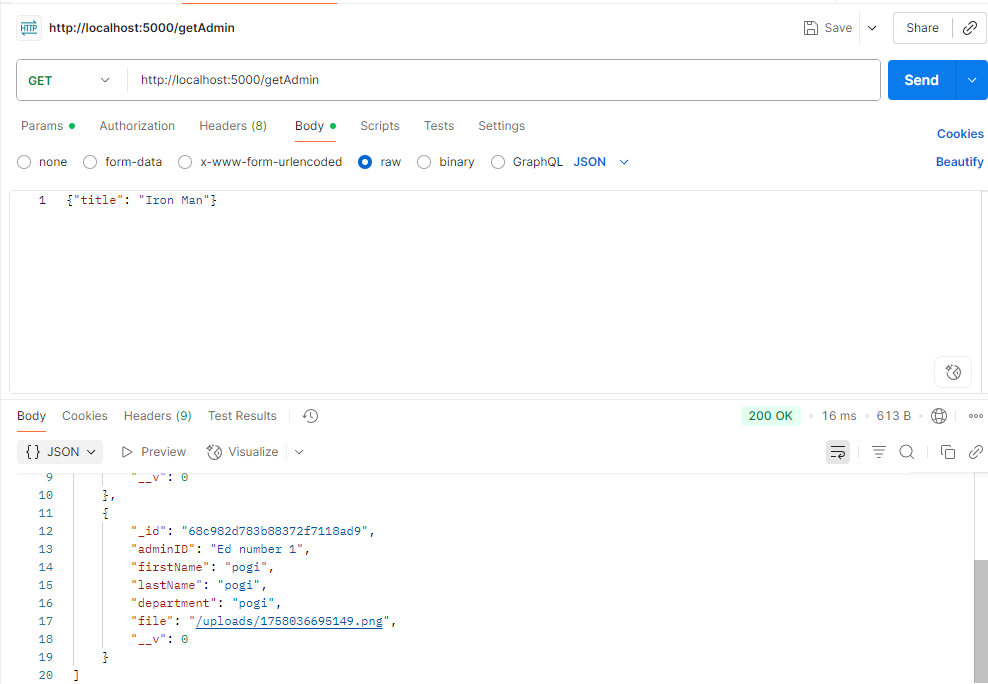 HTTP http://localhost:5000/getAdmin Save Share
GET http://localhost:5000/getAdmin Send
Params Authorization Headers (8) Body Scripts Tests Settings Cookies
none form-data x-www-form-urlencoded raw binary GraphQL JSON Beautify
1 {"title": "Iron Man"}
Body Cookies Headers (9) Test Results 200 OK 16 ms 613 B
{} JSON Preview Visualize
9 "__v": 0
10 },
11 {
12 "_id": "68c982d783b88372f7118ad9",
13 "adminID": "Ed number 1",
14 "firstName": "pogi",
15 "lastName": "pogi",
16 "department": "pogi",
17 "file": "/uploads/1758036695149.png",
18 "__v": 0
19 }
20 ]